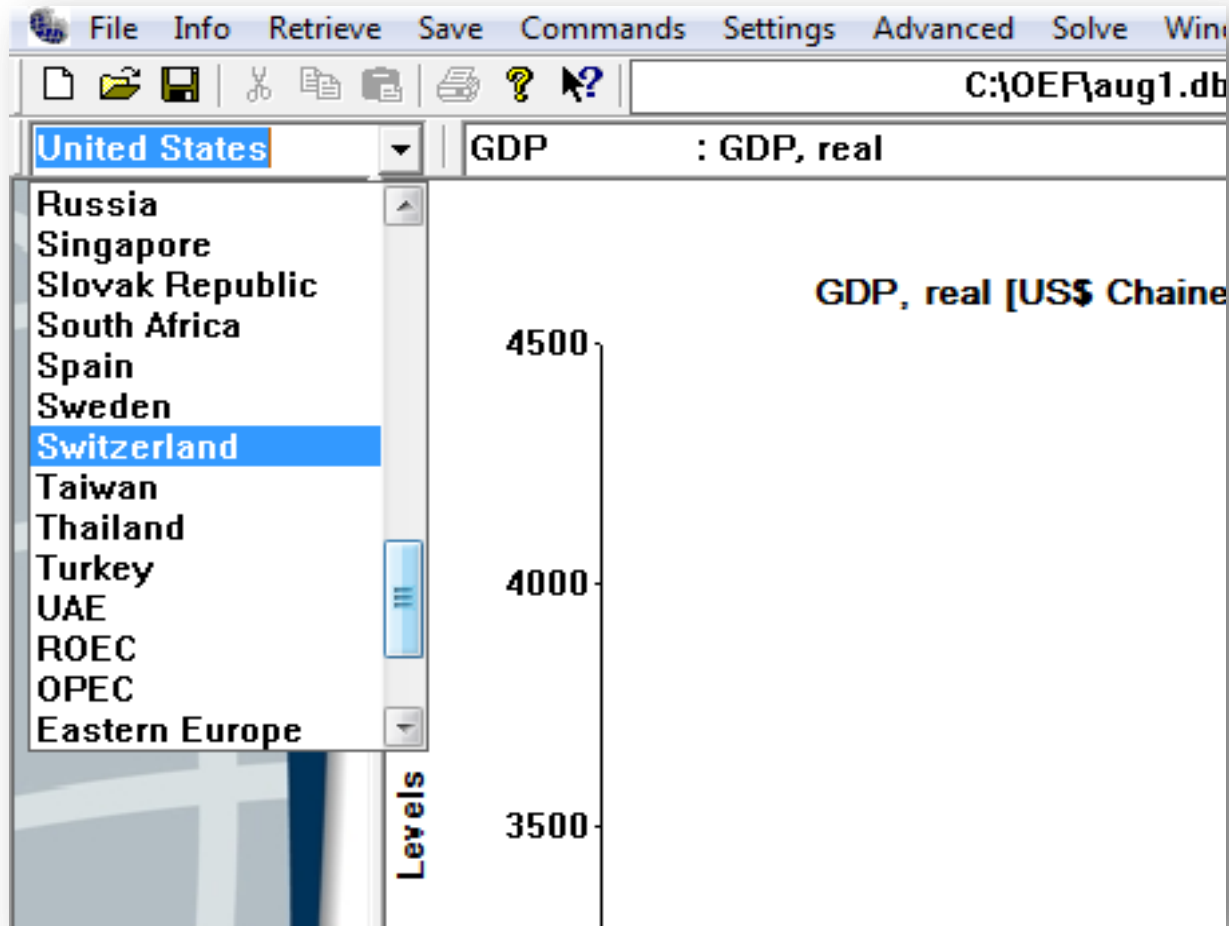 File Info Retrieve Save Commands Settings Advanced Solve
C:\OEF\aug1.db
United States
GDP : GDP, real
Russia
Singapore
Slovak Republic
South Africa
Spain
Sweden
Switzerland
Taiwan
Thailand
Turkey
UAE
ROEC
OPEC
Eastern Europe
GDP, real [US$ Chaine
4500
4000
3500
Levels